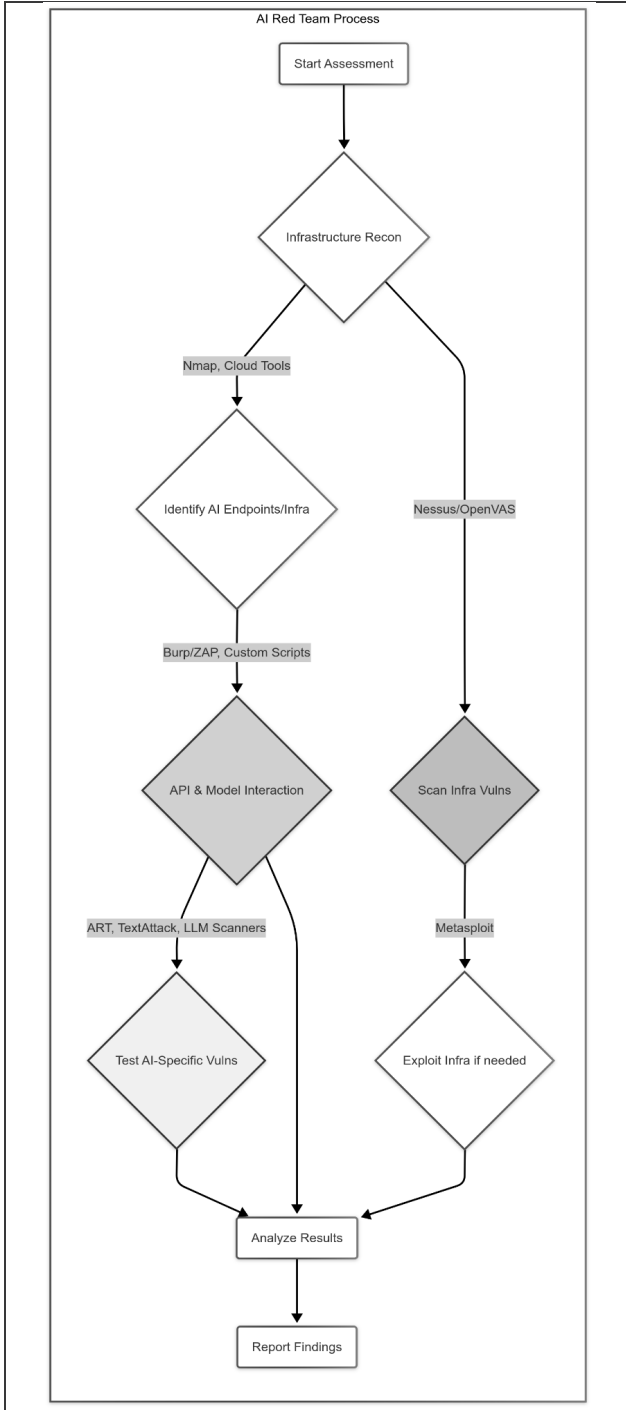 AI Red Team Process
Start Assessment
Infrastructure Recon
Nmap, Cloud Tools
Identify AI Endpoints/Infra
Nessus/OpenVAS
Burp/ZAP, Custom Scripts
API & Model Interaction
Scan Infra Vulns
ART, TextAttack, LLM Scanners
Metasploit
Test AI-Specific Vulns
Exploit Infra if needed
Analyze Results
Report Findings